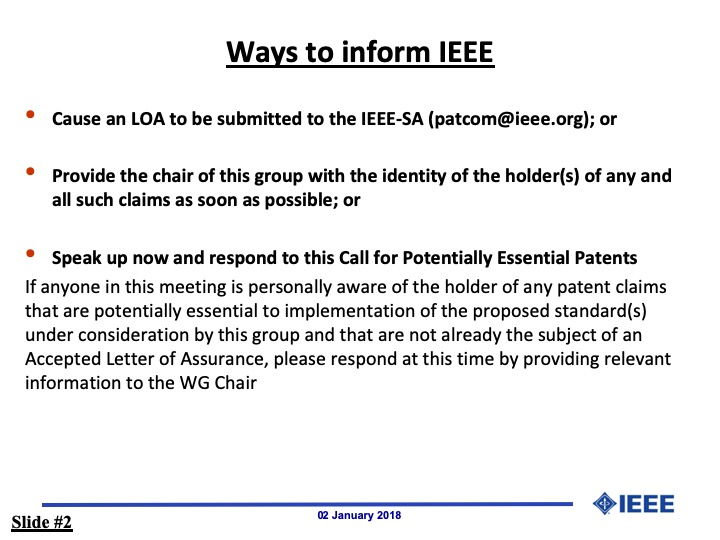 Ways to inform IEEE
• Cause an LOA to be submitted to the IEEE-SA (patcom@ieee.org); or
• Provide the chair of this group with the identity of the holder(s) of any and
all such claims as soon as possible; or
• Speak up now and respond to this Call for Potentially Essential Patents
If anyone in this meeting is personally aware of the holder of any patent claims
that are potentially essential to implementation of the proposed standard(s)
under consideration by this group and that are not already the subject of an
Accepted Letter of Assurance, please respond at this time by providing relevant
information to the WG Chair
IEEE
02 January 2018
Slide #2